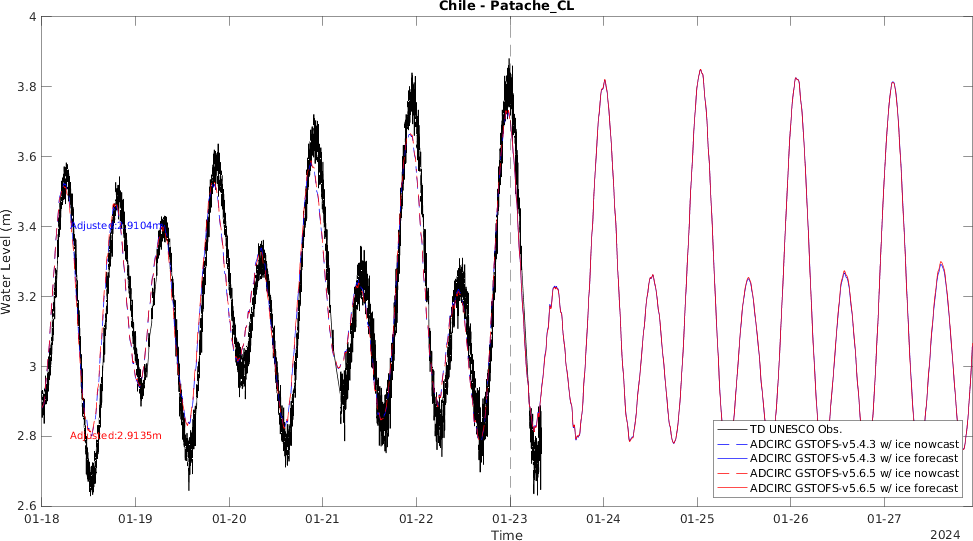 Chile - Patache_CL
4
3.8
3.6
3.4
3.2
3
2.8
2.6
Water Level (m)
Adjusted:2.9104m
Adjusted:2.9135m
TD UNESCO Obs.
ADCIRC GSTOFS-v5.4.3 w/ ice nowcast
ADCIRC GSTOFS-v5.4.3 w/ ice forecast
ADCIRC GSTOFS-v5.6.5 w/ ice nowcast
ADCIRC GSTOFS-v5.6.5 w/ ice forecast
01-18 01-19 01-20 01-21 01-22 01-23 01-24 01-25 01-26 01-27
Time
2024